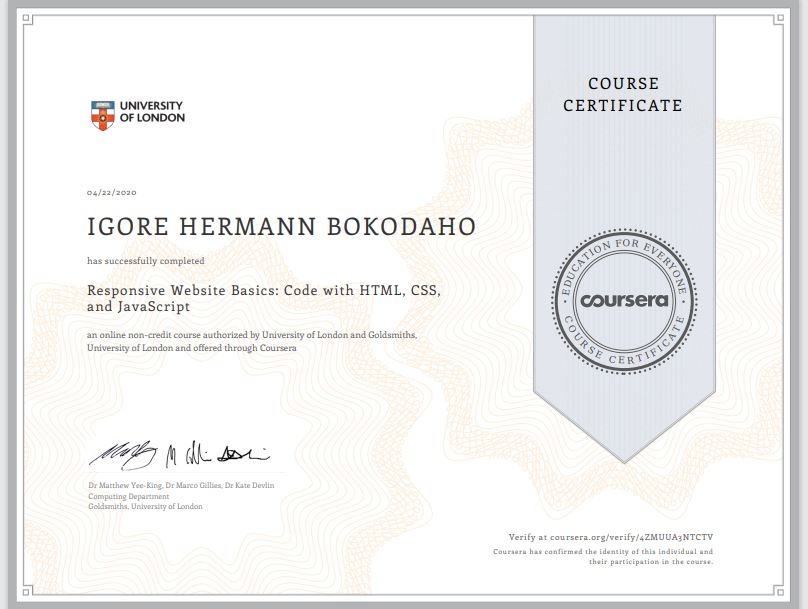 UNIVERSITY
OF LONDON
COURSE
CERTIFICATE
04/22/2020
IGORE HERMANN BOKODAHO
has successfully completed
Responsive Website Basics: Code with HTML, CSS,
and JavaScript
an online non-credit course authorized by University of London and Goldsmiths,
University of London and offered through Coursera
EDUCATION FOR EVERYONE
coursera
COURSE CERTIFICATE
Dr Matthew Yee-King, Dr Marco Gillies, Dr Kate Devlin
Computing Department
Goldsmiths, University of London
Verify at coursera.org/verify/4ZMUUA3NTCTV
Coursera has confirmed the identity of this individual and
their participation in the course.